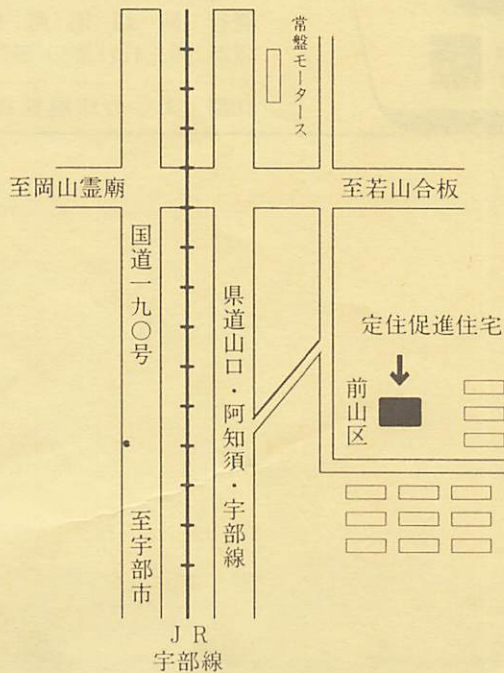 常盤モータース
至岡山霊廟
至若山合板
国道一九〇号
県道山口・阿知須・宇部線
定住促進住宅
前山区
至宇部市
JR
宇部線